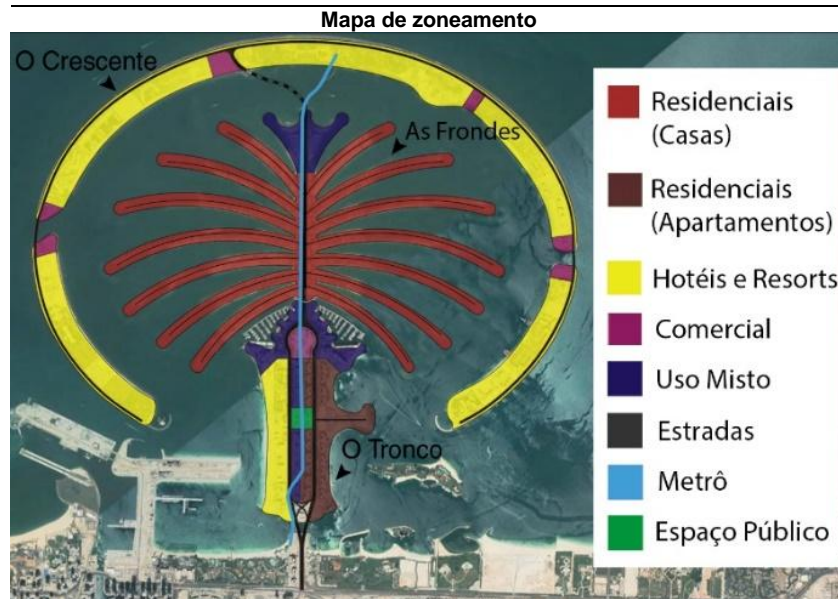 Mapa de zoneamento
O Crescente
As Frondes
O Tronco
Residenciais
(Casas)
Residenciais
(Apartamentos)
Hotéis e Resorts
Comercial
Uso Misto
Estradas
Metrô
Espaço Público